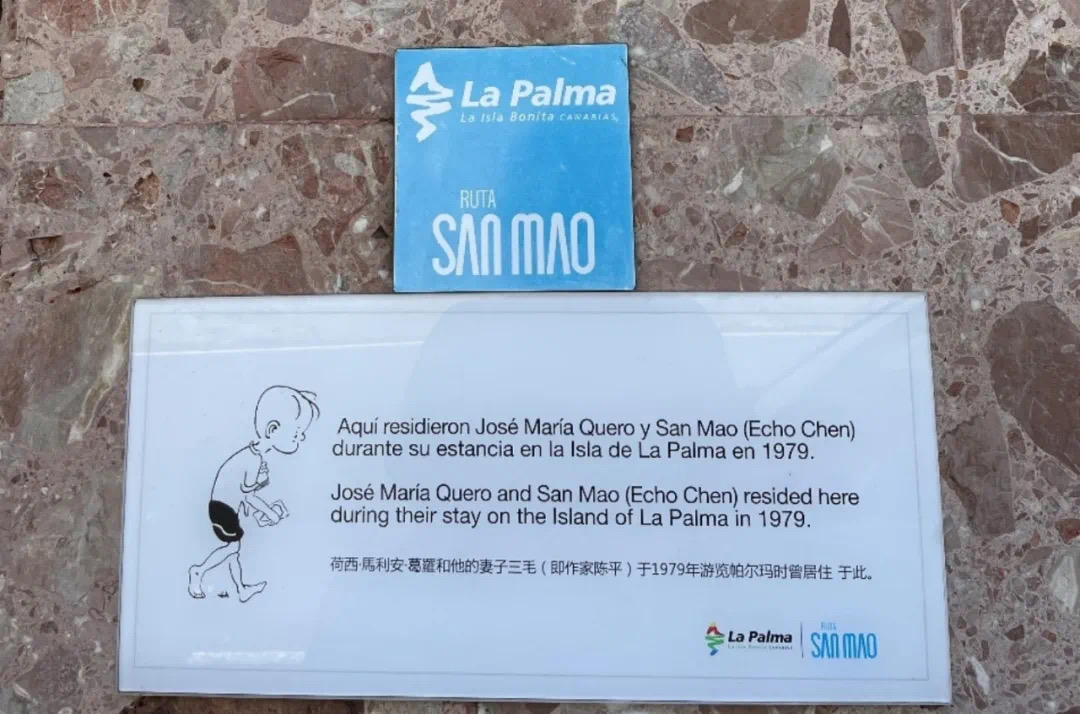 La Palma
La Isla Bonita CANARIAS
RUTA
SAN MAO
Aquí residieron José María Quero y San Mao (Echo Chen)
durante su estancia en la Isla de La Palma en 1979.
José María Quero and San Mao (Echo Chen) resided here
during their stay on the Island of La Palma in 1979.
荷西·馬利安·葛羅和他的妻子三毛（即作家陈平）于1979年游览帕尔玛时曾居住 于此。
La Palma
La Isla Bonita CANARIAS
RUTA
SAN MAO